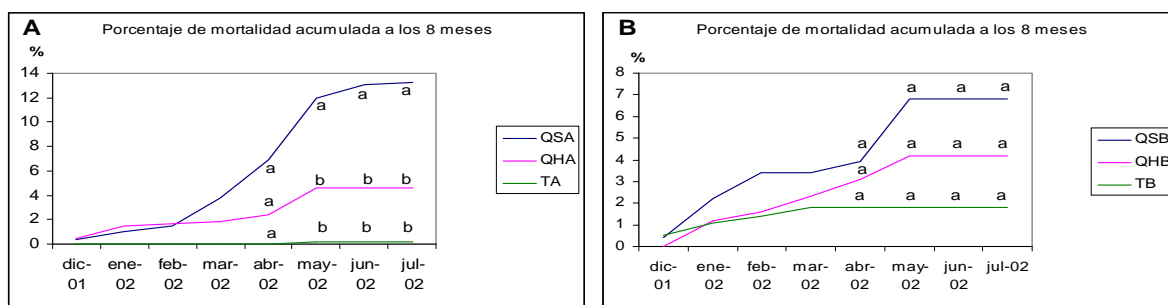 A
Porcentaje de mortalidad acumulada a los 8 meses
%
14
12
10
8
6
4
2
0
a
a
a
a
a
b
b
b
a
b
b
b
dic-
01
ene-
02
feb-
02
mar-
02
abr-
02
may-
02
jun-
02
jul-
02
QSA
QHA
TA
B
Porcentaje de mortalidad acumulada a los 8 meses
%
8
7
6
5
4
3
2
1
0
a
a
a
a
a
a
a
a
a
a
a
a
dic-
01
ene-
02
feb-
02
mar-
02
abr-
02
may-
02
jun-
02
jul-02
QSB
QHB
TB